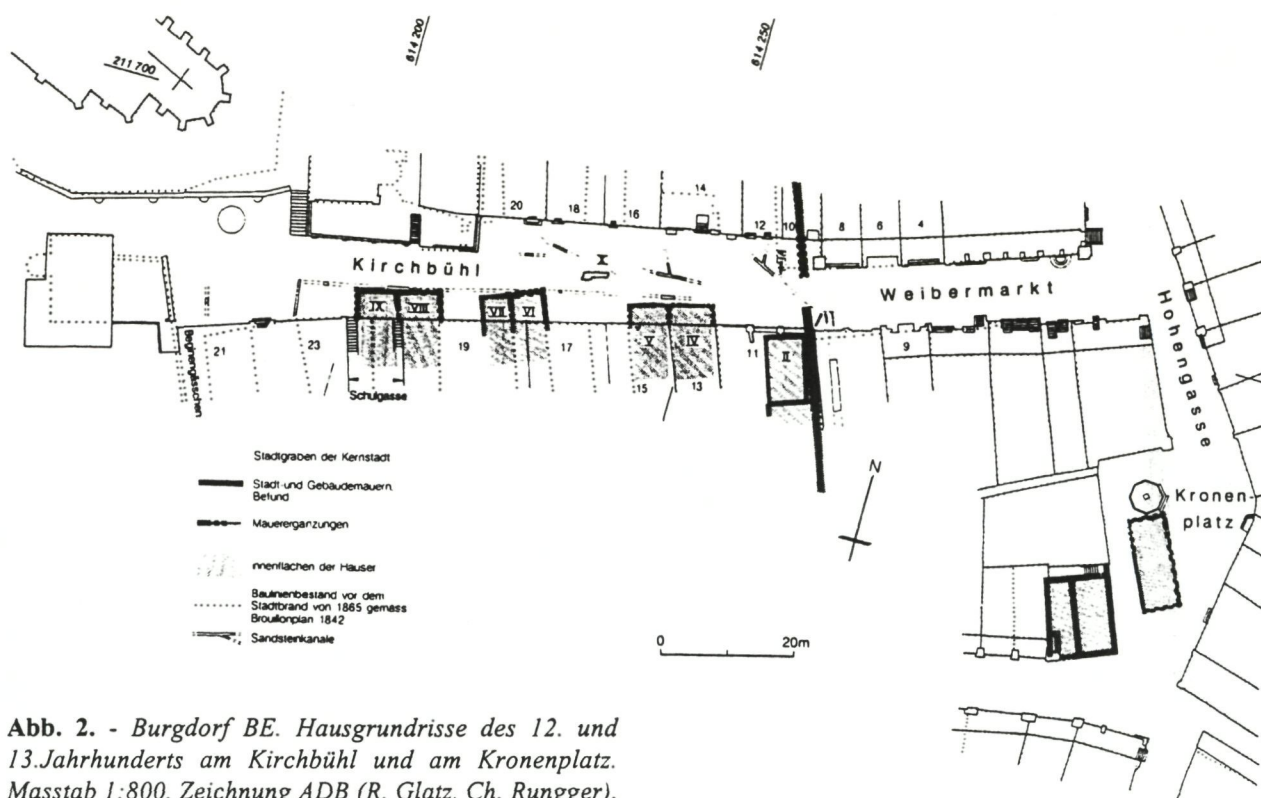 614 200
614 250
211 700
14
20
18
16
12
10
8
6
4
X
Kirchbühl
Weibermarkt
Hohengasse
IX
VIII
VII
VI
V
IV
II
21
23
19
17
15
13
11
9
Schulgasse
N
Kronen-
platz
Stadtgraben der Kernstadt
Stadt- und Gebäudemauern.
Befund
Mauerergänzungen
Innenflächen der Häuser
Baulinienbestand vor dem
Stadtbrand von 1865 gemäss
Brouillonplan 1842
Sandsteinkanäle
0 20m
Abb. 2. - Burgdorf BE. Hausgrundrisse des 12. und
13.Jahrhunderts am Kirchbühl und am Kronenplatz.
Masstab 1:800. Zeichnung ADB (R. Glatz, Ch. Rungger).